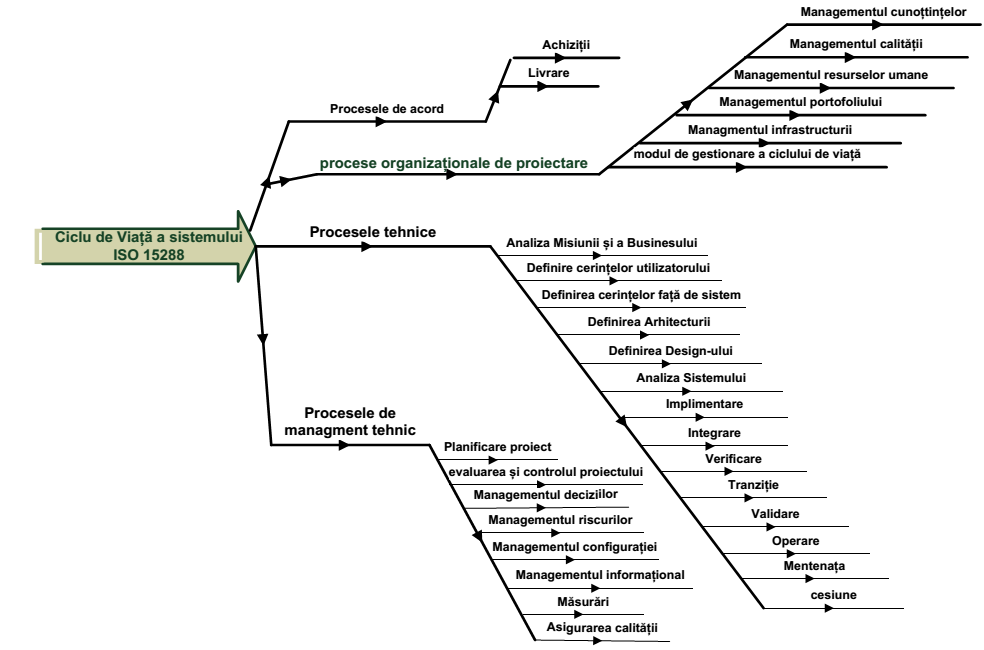 Managementul cunoțințelor
Achiziții
Managementul calității
Livrare
Managementul resurselor umane
Managementul portofoliului
Procesele de acord
Managmentul infrastructurii
modul de gestionare a ciclului de viață
procese organizaționale de proiectare
Ciclu de Viață a sistemului
ISO 15288
Procesele tehnice
Analiza Misiunii și a Businesului
Definire cerințelor utilizatorului
Definirea cerințelor față de sistem
Definirea Arhitecturii
Definirea Design-ului
Analiza Sistemului
Implimentare
Integrare
Verificare
Tranziție
Validare
Operare
Mentenața
cesiune
Procesele de
managment tehnic
Planificare proiect
evaluarea și controlul proiectului
Managementul deciziilor
Managementul riscurilor
Managementul configurației
Managementul informațional
Măsurări
Asigurarea calității